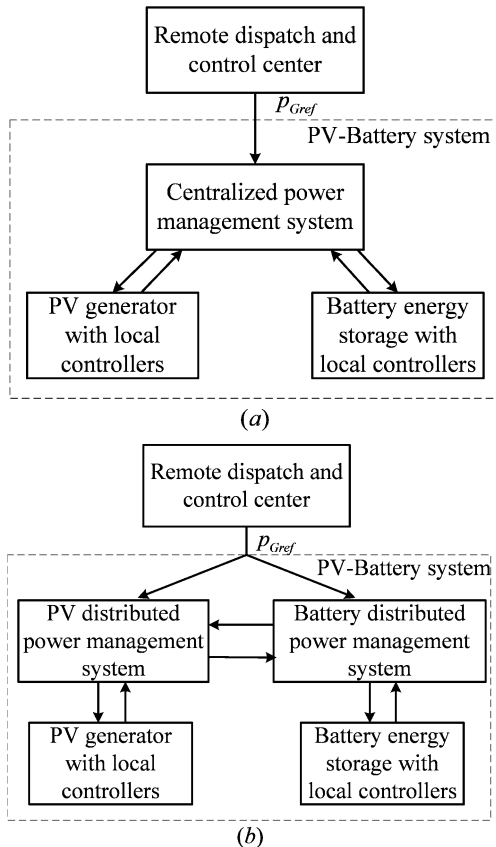 Remote dispatch and
control center
pGref
PV-Battery system
Centralized power
management system
PV generator
with local
controllers
Battery energy
storage with
local controllers
(a)
Remote dispatch and
control center
pGref
PV-Battery system
PV distributed
power management
system
Battery distributed
power management
system
PV generator
with local
controllers
Battery energy
storage with
local controllers
(b)